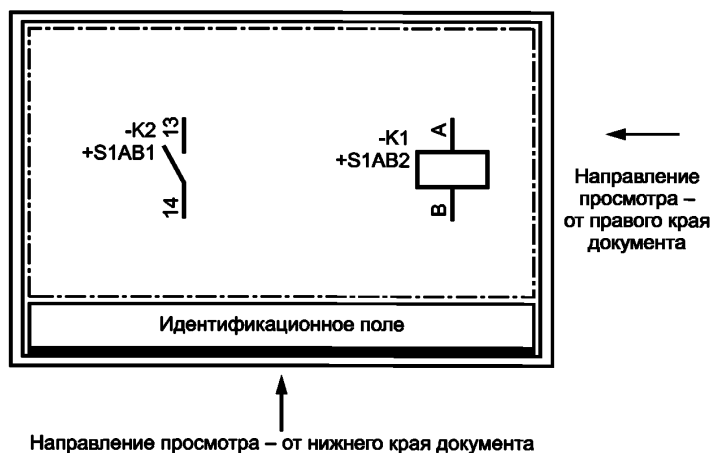 -K2
+S1AB1
13
14
-K1
+S1AB2
A
B
Направление
просмотра –
от правого края
документа
Идентификационное поле
Направление просмотра – от нижнего края документа